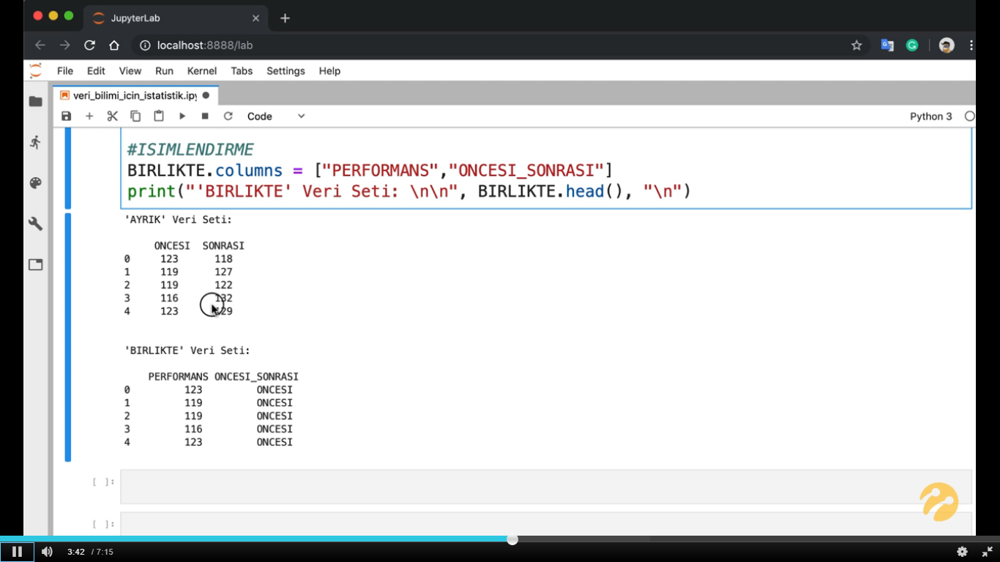 JupyterLab
localhost:8888/lab
File Edit View Run Kernel Tabs Settings Help
veri_bilimi_icin_istatistik.ipy
Code Python 3
#ISIMLENDIRME
BIRLIKTE.columns = ["PERFORMANS","ONCESI_SONRASI"]
print("'BIRLIKTE' Veri Seti: \n\n", BIRLIKTE.head(), "\n")
'AYRIK' Veri Seti:
ONCESI SONRASI
0 123 118
1 119 127
2 119 122
3 116 132
4 123 129
'BIRLIKTE' Veri Seti:
PERFORMANS ONCESI_SONRASI
0 123 ONCESI
1 119 ONCESI
2 119 ONCESI
3 116 ONCESI
4 123 ONCESI
[ ]:
[ ]:
3:42 / 7:15